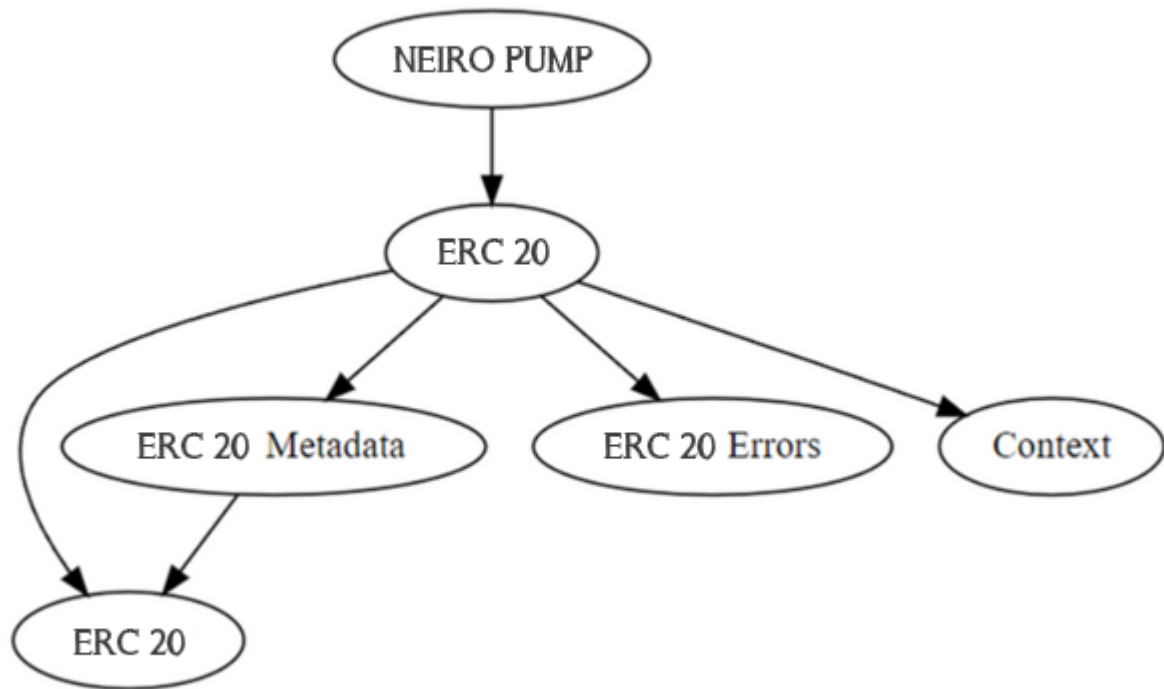 NEIRO PUMP
ERC 20
ERC 20 Metadata
ERC 20 Errors
Context
ERC 20